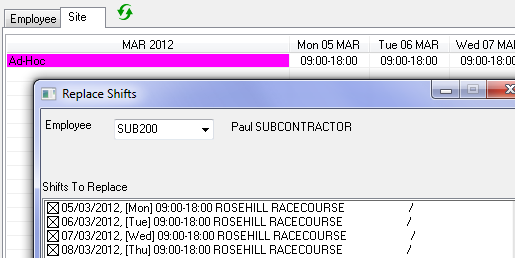 Employee Site
MAR 2012 Mon 05 MAR Tue 06 MAR Wed 07 MA
Ad-Hoc 09:00-18:00 09:00-18:00 09:00-18:00
Replace Shifts
Employee SUB200 Paul SUBCONTRACTOR
Shifts To Replace
05/03/2012, [Mon] 09:00-18:00 ROSEHILL RACECOURSE /
06/03/2012, [Tue] 09:00-18:00 ROSEHILL RACECOURSE /
07/03/2012, [Wed] 09:00-18:00 ROSEHILL RACECOURSE /
08/03/2012, [Thu] 09:00-18:00 ROSEHILL RACECOURSE /